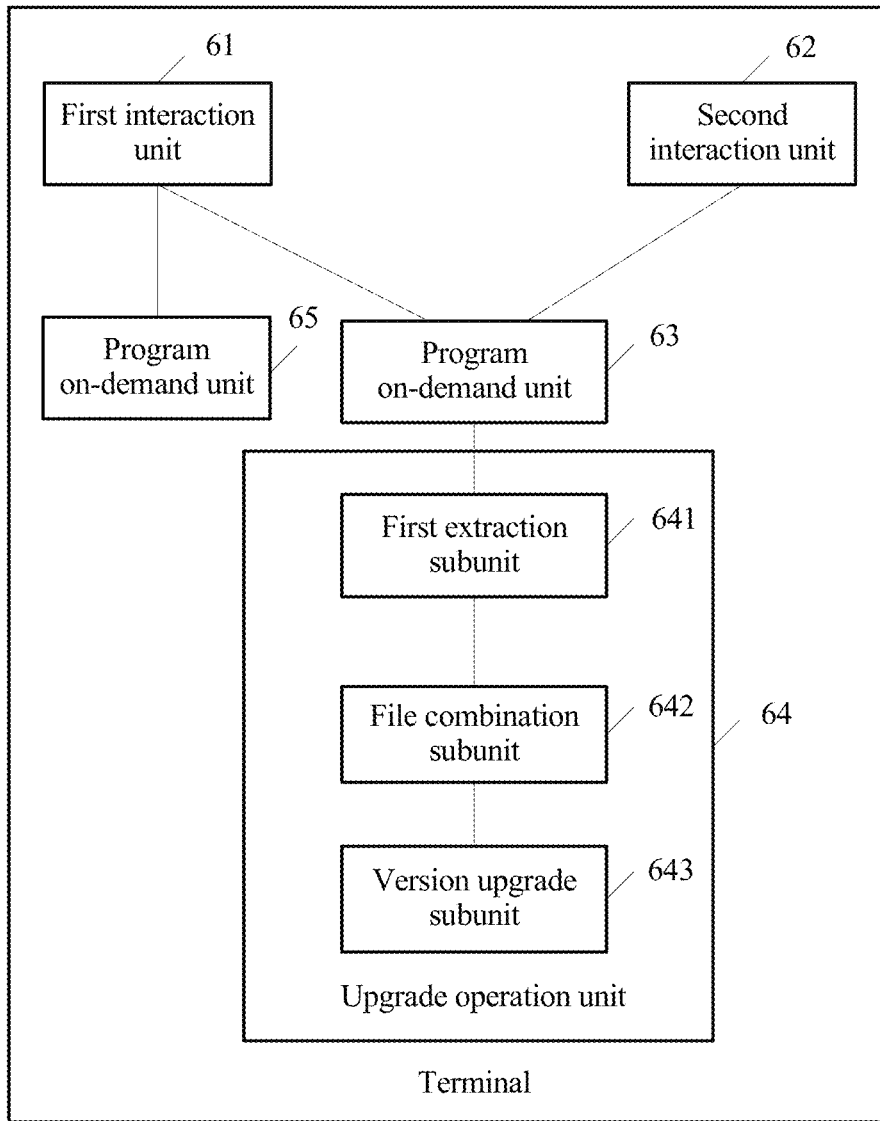 61
62
First interaction
unit
Second
interaction unit
65
63
Program
on-demand unit
Program
on-demand unit
First extraction
subunit
641
File combination
subunit
642
64
Version upgrade
subunit
643
Upgrade operation unit
Terminal